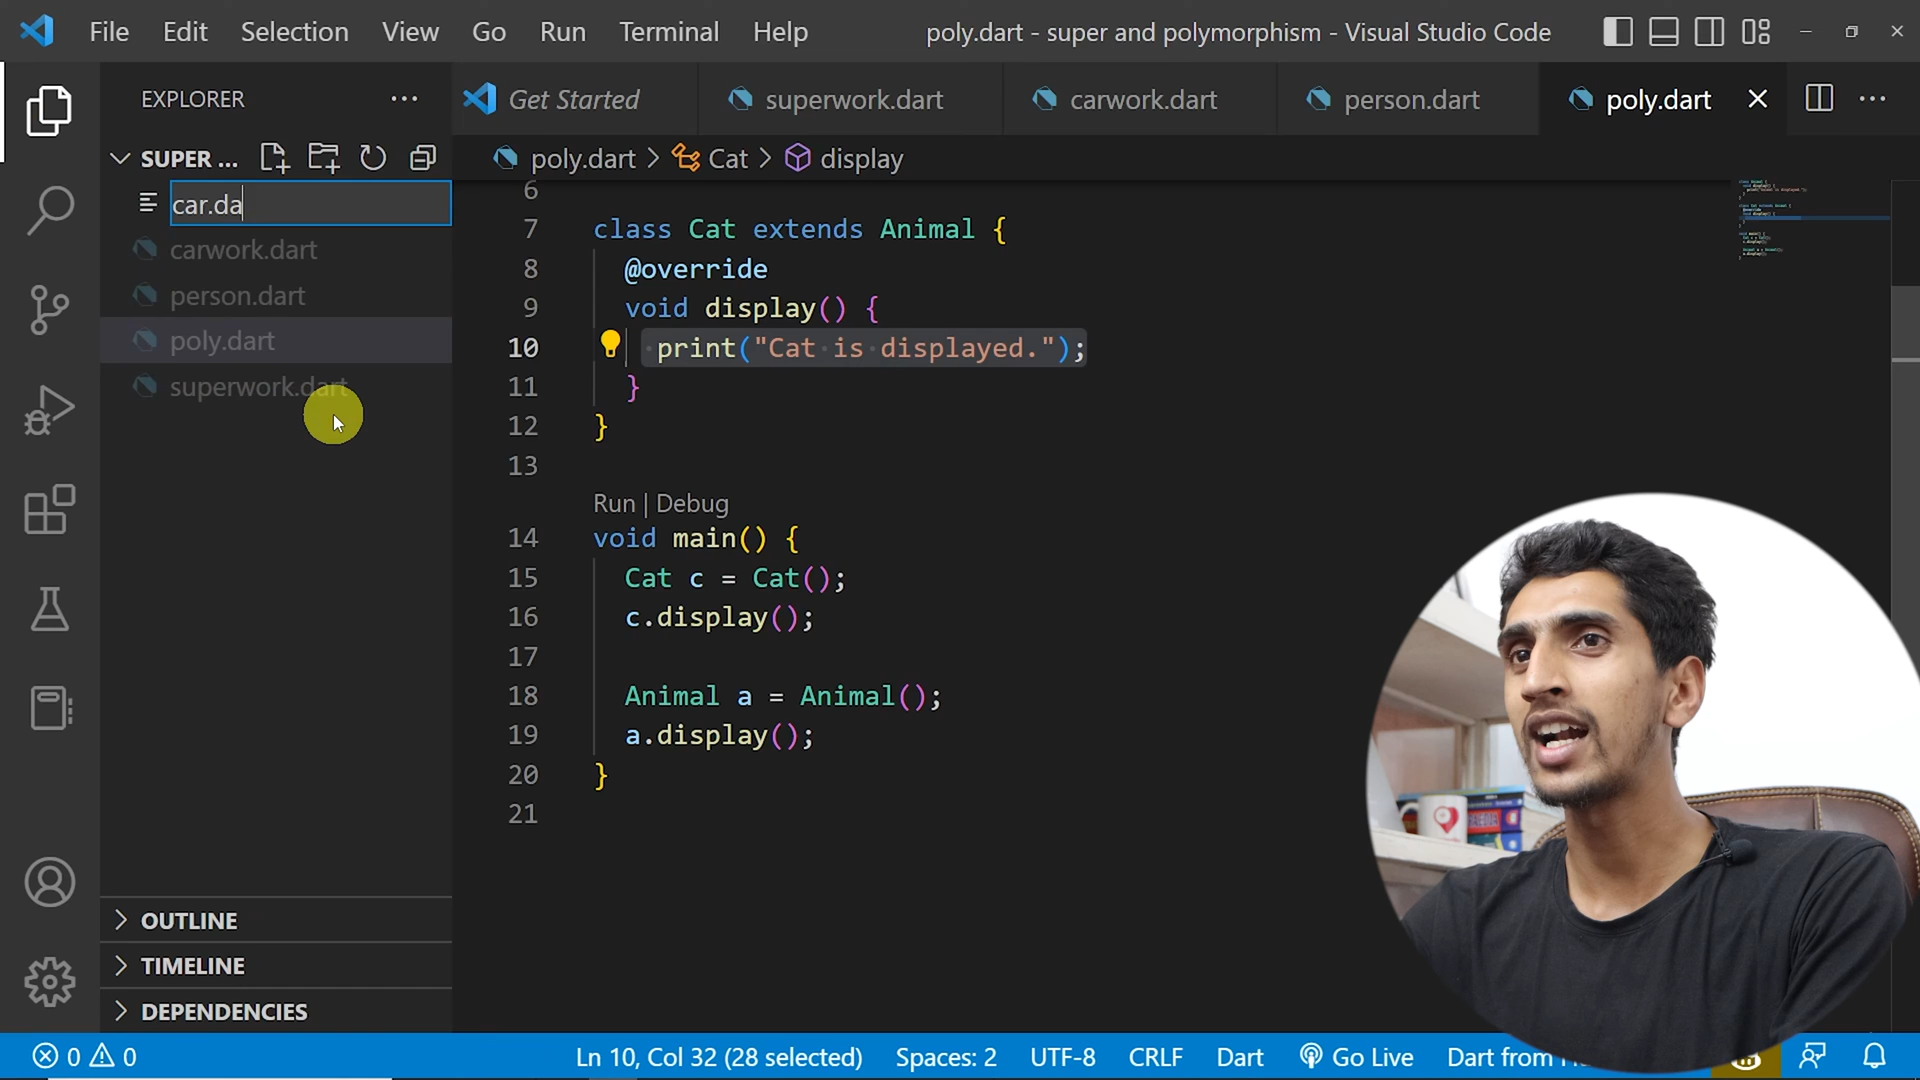 File Edit Selection View Go Run Terminal Help poly.dart - super and polymorphism - Visual Studio Code
EXPLORER
Get Started superwork.dart carwork.dart person.dart poly.dart
SUPER ...
poly.dart > Cat > display
car.da
carwork.dart
person.dart
poly.dart
superwork.dart
6
7 class Cat extends Animal {
8 @override
9 void display() {
10 print("Cat is displayed.");
11 }
12 }
13
Run | Debug
14 void main() {
15 Cat c = Cat();
16 c.display();
17
18 Animal a = Animal();
19 a.display();
20 }
21
OUTLINE
TIMELINE
DEPENDENCIES
0 0 Ln 10, Col 32 (28 selected) Spaces: 2 UTF-8 CRLF Dart Go Live Dart from